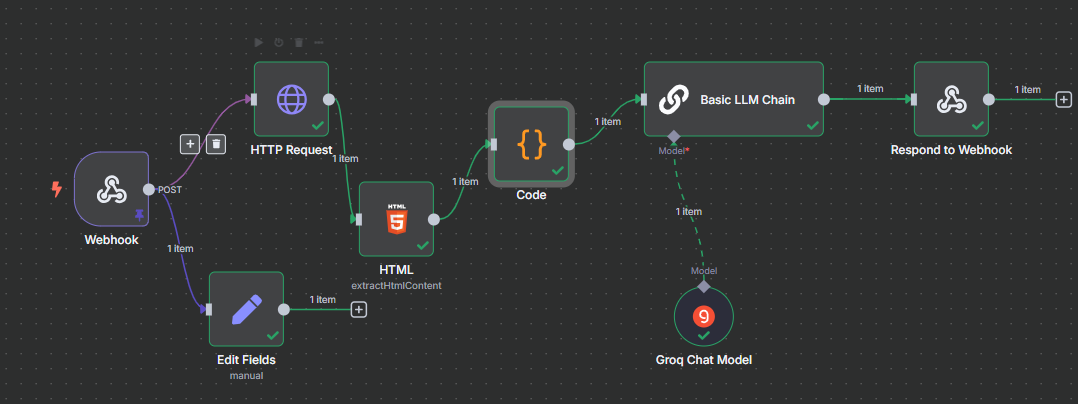 HTTP Request
1 item
POST
Webhook
1 item
HTML
5
HTML
extractHtmlContent
1 item
{}
Code
1 item
Basic LLM Chain
Model*
1 item
Respond to Webhook
1 item
1 item
Model
Groq Chat Model
Edit Fields
manual
1 item